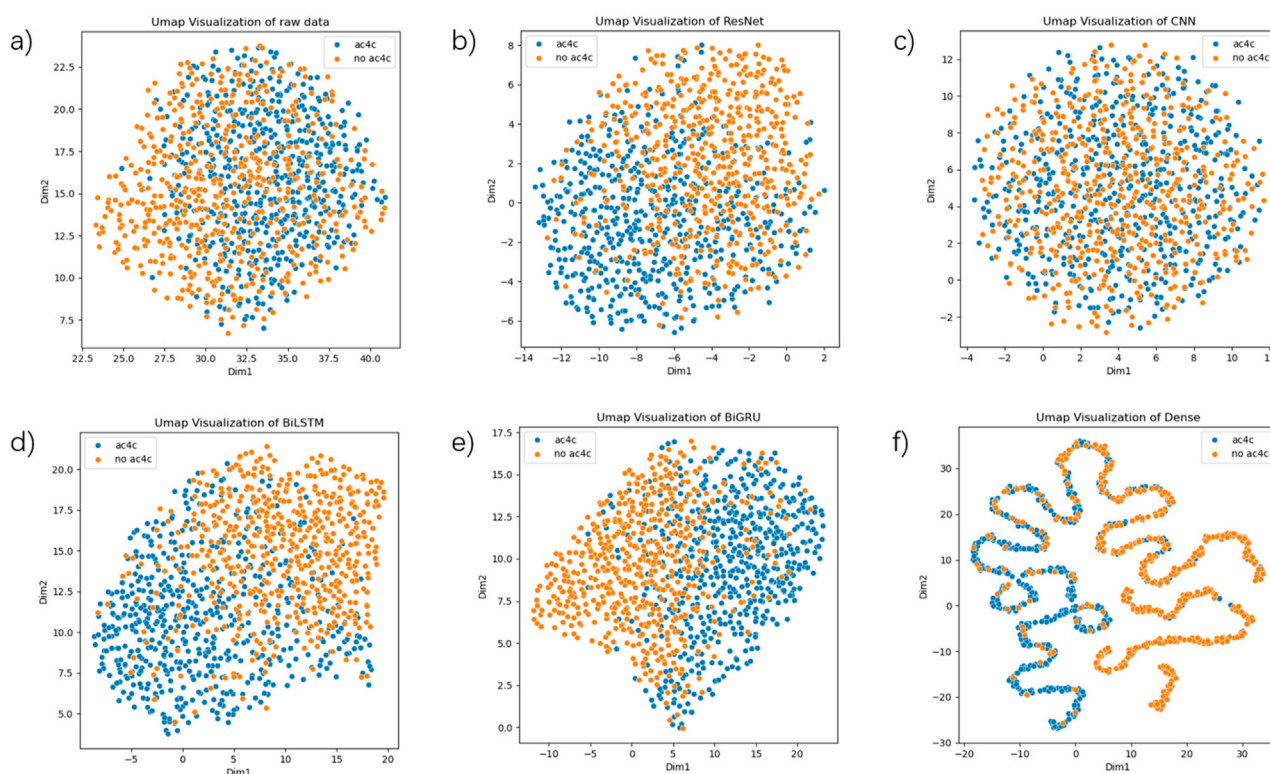 a)
Umap Visualization of raw data
ac4c
no ac4c
22.5
20.0
17.5
15.0
12.5
10.0
7.5
Dim2
22.5 25.0 27.5 30.0 32.5 35.0 37.5 40.0
Dim1
b)
Umap Visualization of ResNet
ac4c
no ac4c
8
6
4
2
0
−2
−4
−6
Dim2
−14 −12 −10 −8 −6 −4 −2 0 2
Dim1
c)
Umap Visualization of CNN
ac4c
no ac4c
12
10
8
6
4
2
0
−2
Dim2
−4 −2 0 2 4 6 8 10
Dim1
d)
Umap Visualization of BiLSTM
ac4c
no ac4c
20.0
17.5
15.0
12.5
10.0
7.5
5.0
Dim2
−5 0 5 10 15 20
Dim1
e)
Umap Visualization of BiGRU
ac4c
no ac4c
17.5
15.0
12.5
10.0
7.5
5.0
2.5
0.0
Dim2
−10 −5 0 5 10 15 20
Dim1
f)
Umap Visualization of Dense
ac4c
no ac4c
30
20
10
0
−10
−20
−30
Dim2
−20 −10 0 10 20 30
Dim1